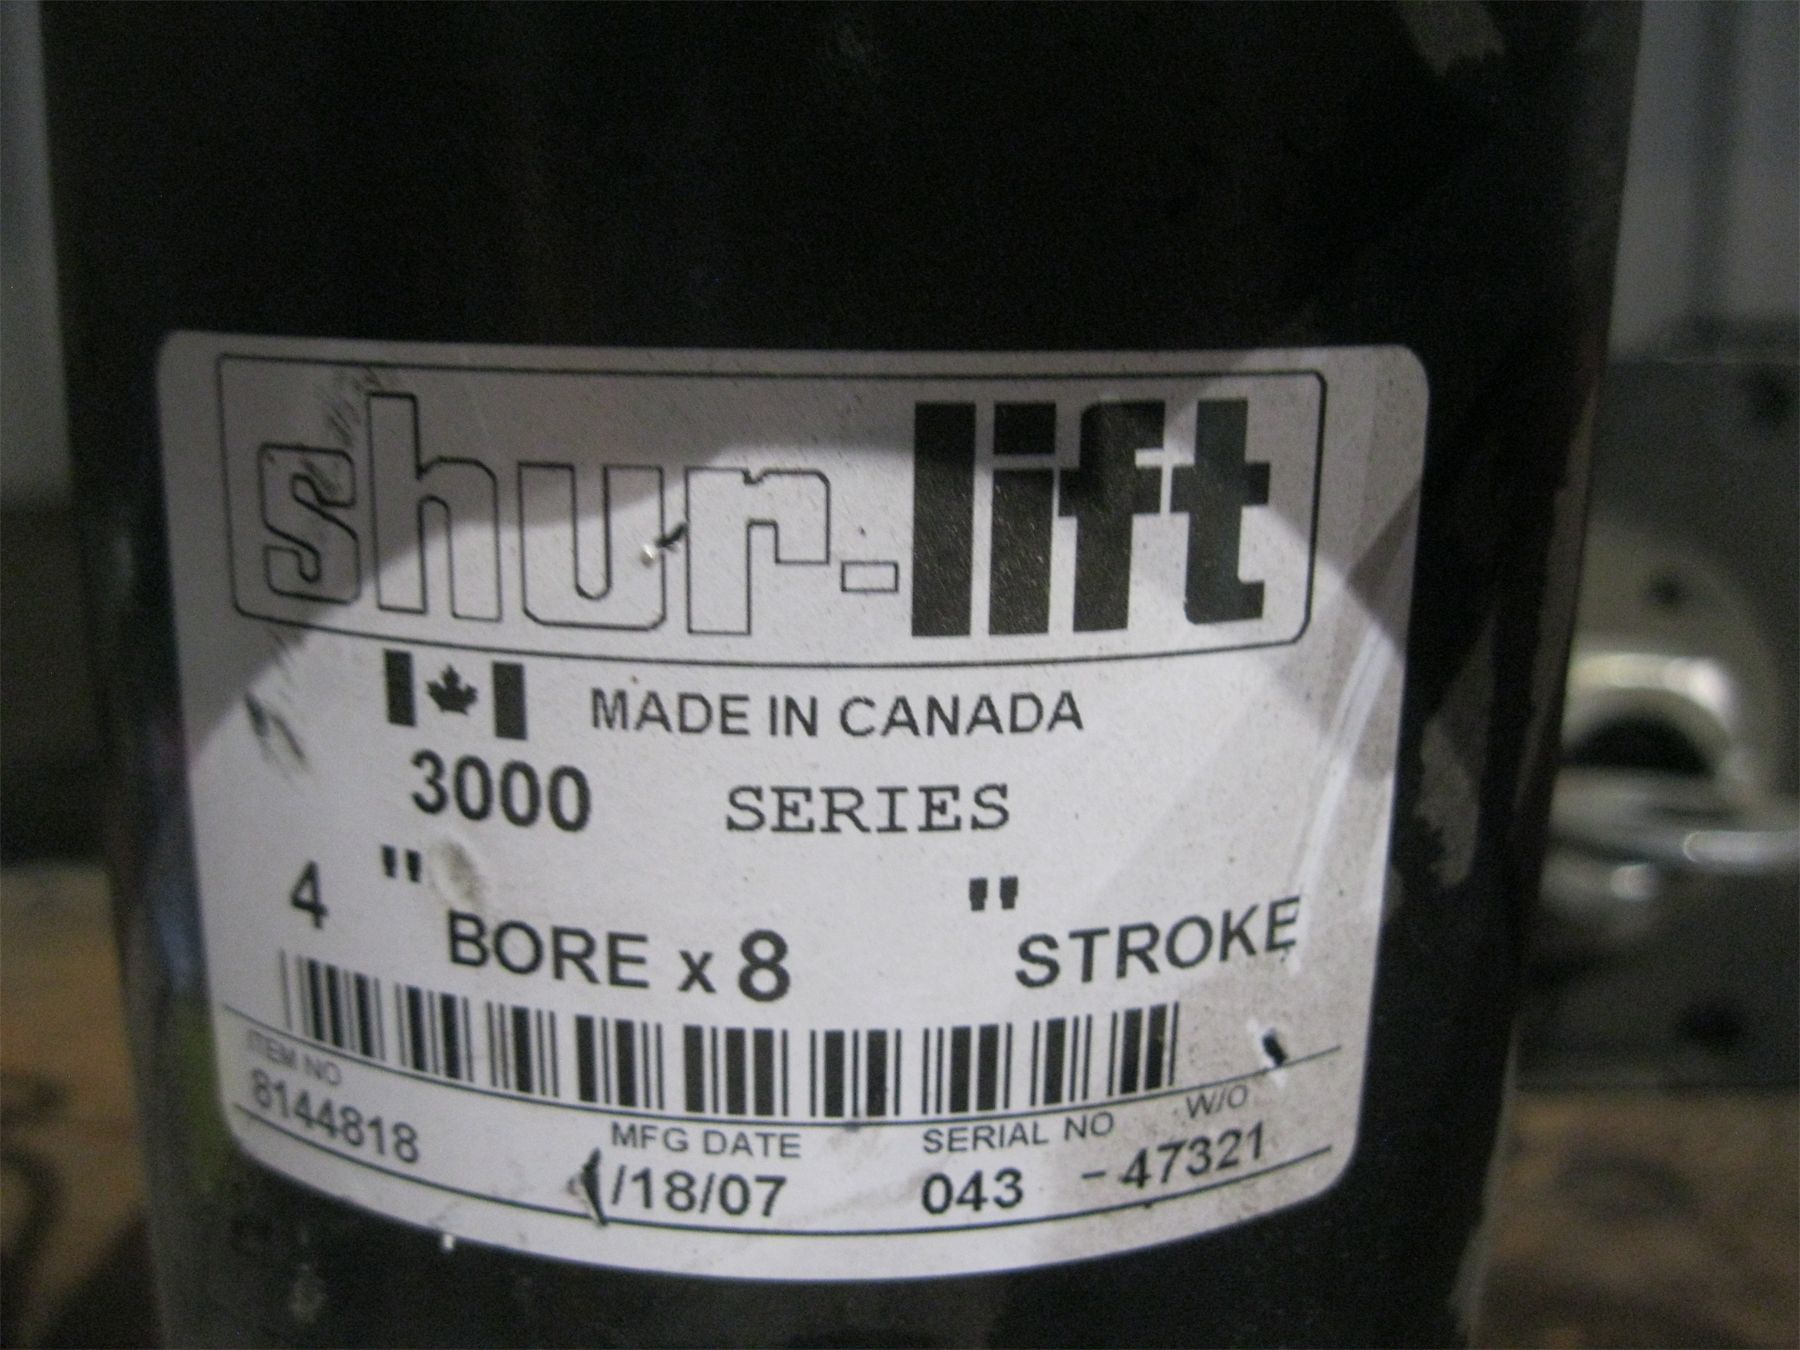 shur-lift
MADE IN CANADA
3000 SERIES
4 " BORE x 8 " STROKE
ITEM NO MFG DATE SERIAL NO W/O
8144818 /18/07 043 - 47321